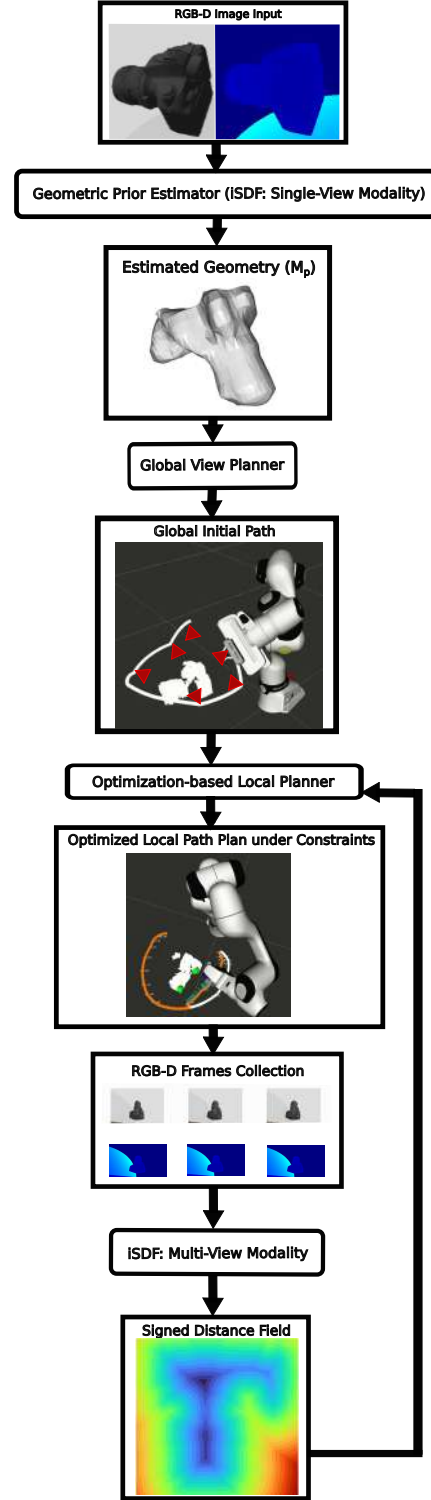 RGB-D Image Input
Geometric Prior Estimator (iSDF: Single-View Modality)
Estimated Geometry (Mₚ)
Global View Planner
Global Initial Path
Optimization-based Local Planner
Optimized Local Path Plan under Constraints
RGB-D Frames Collection
iSDF: Multi-View Modality
Signed Distance Field